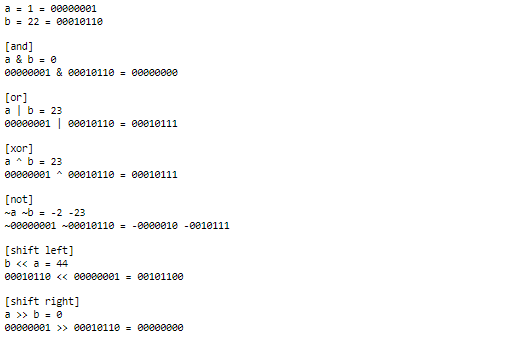 a = 1 = 00000001
b = 22 = 00010110
[and]
a & b = 0
00000001 & 00010110 = 00000000
[or]
a | b = 23
00000001 | 00010110 = 00010111
[xor]
a ^ b = 23
00000001 ^ 00010110 = 00010111
[not]
~a ~b = -2 -23
~00000001 ~00010110 = -0000010 -0010111
[shift left]
b << a = 44
00010110 << 00000001 = 00101100
[shift right]
a >> b = 0
00000001 >> 00010110 = 00000000